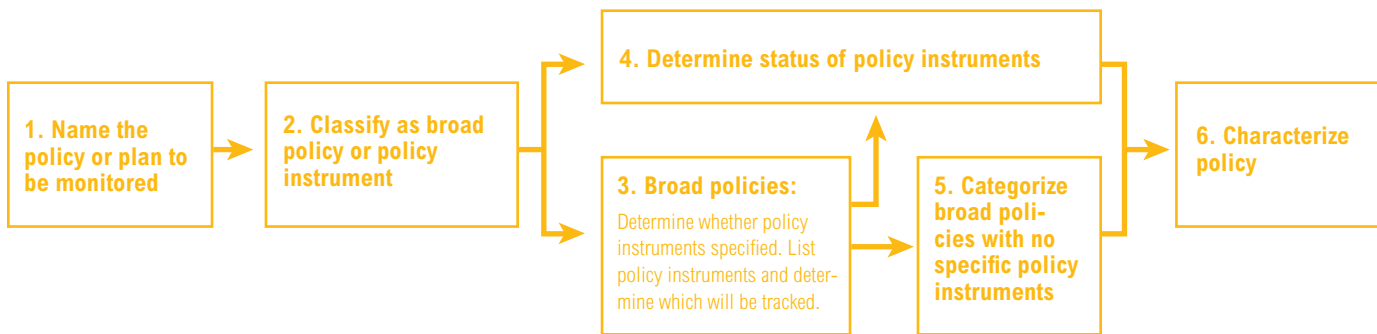 1. Name the
policy or plan to
be monitored
2. Classify as broad
policy or policy
instrument
3. Broad policies:
Determine whether policy
instruments specified. List
policy instruments and deter-
mine which will be tracked.
4. Determine status of policy instruments
5. Categorize
broad poli-
cies with no
specific policy
instruments
6. Characterize
policy